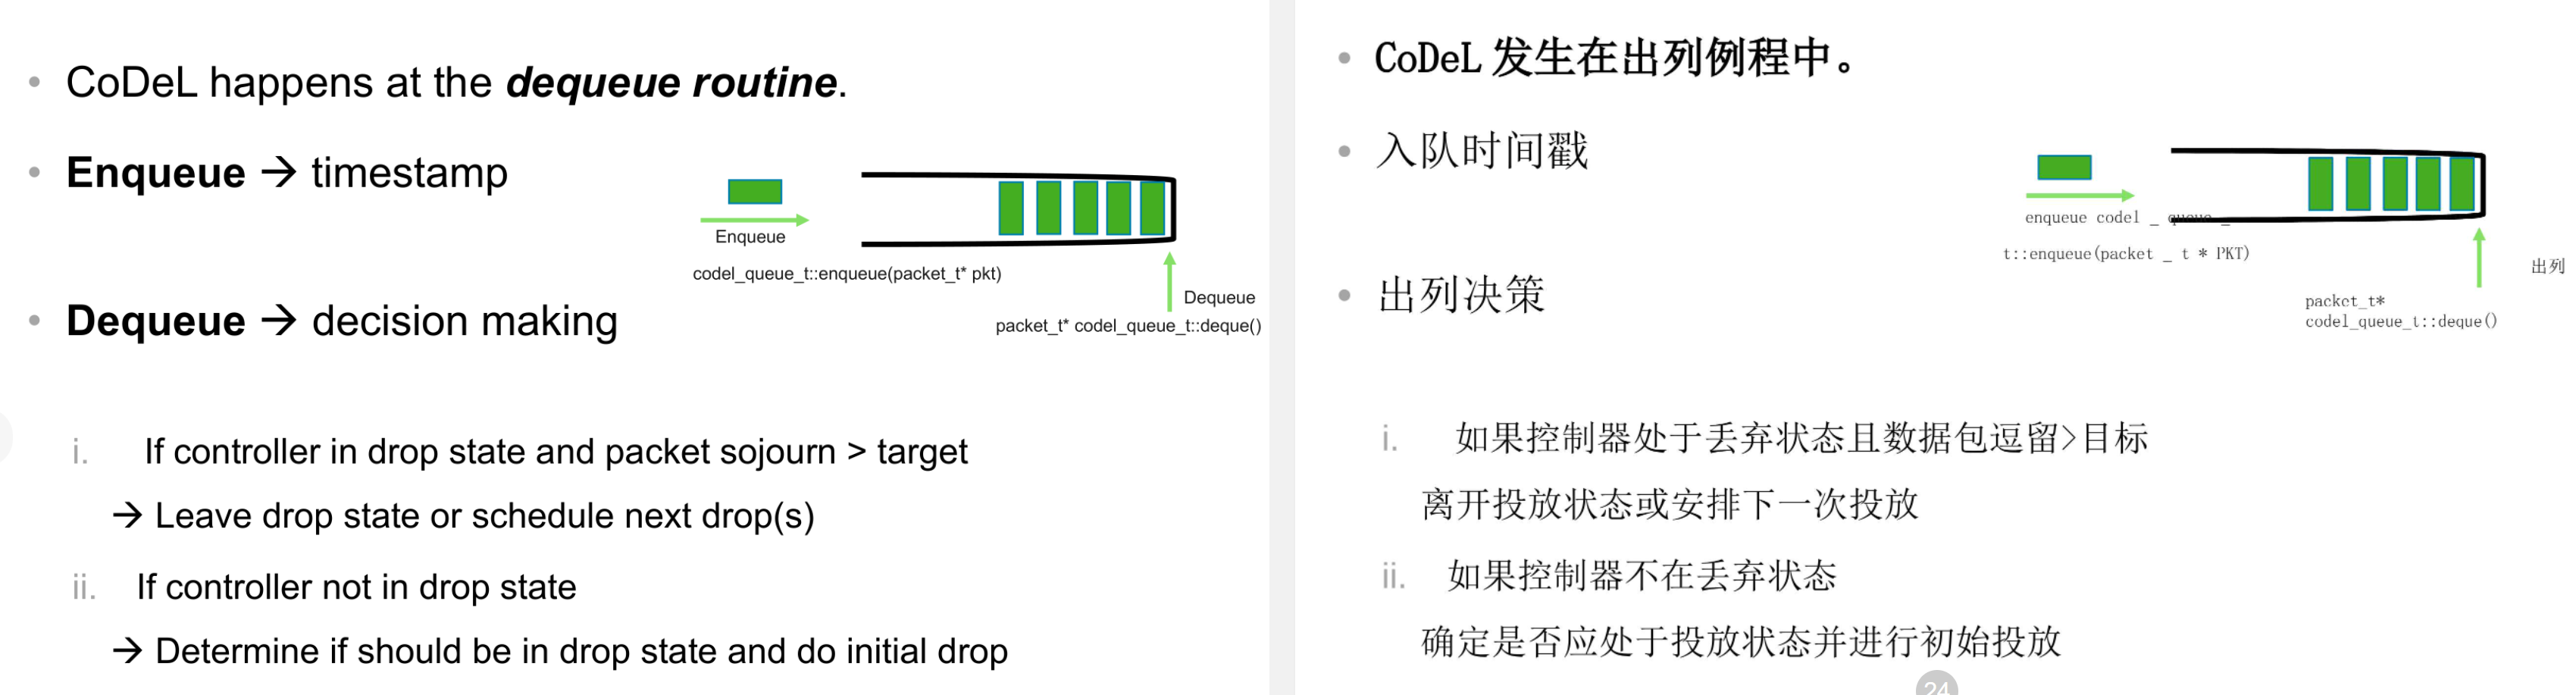 CoDeL happens at the dequeue routine.
Enqueue → timestamp
Enqueue
codel_queue_t::enqueue(packet_t* pkt)
Dequeue → decision making
Dequeue
packet_t* codel_queue_t::deque()
i. If controller in drop state and packet sojourn > target
→ Leave drop state or schedule next drop(s)
ii. If controller not in drop state
→ Determine if should be in drop state and do initial drop
CoDeL 发生在出列例程中。
入队时间戳
enqueue codel _ queue _
t::enqueue(packet _ t * PKT)
出列决策
出列
packet_t*
codel_queue_t::deque()
i. 如果控制器处于丢弃状态且数据包逗留>目标
离开投放状态或安排下一次投放
ii. 如果控制器不在丢弃状态
确定是否应处于投放状态并进行初始投放
24